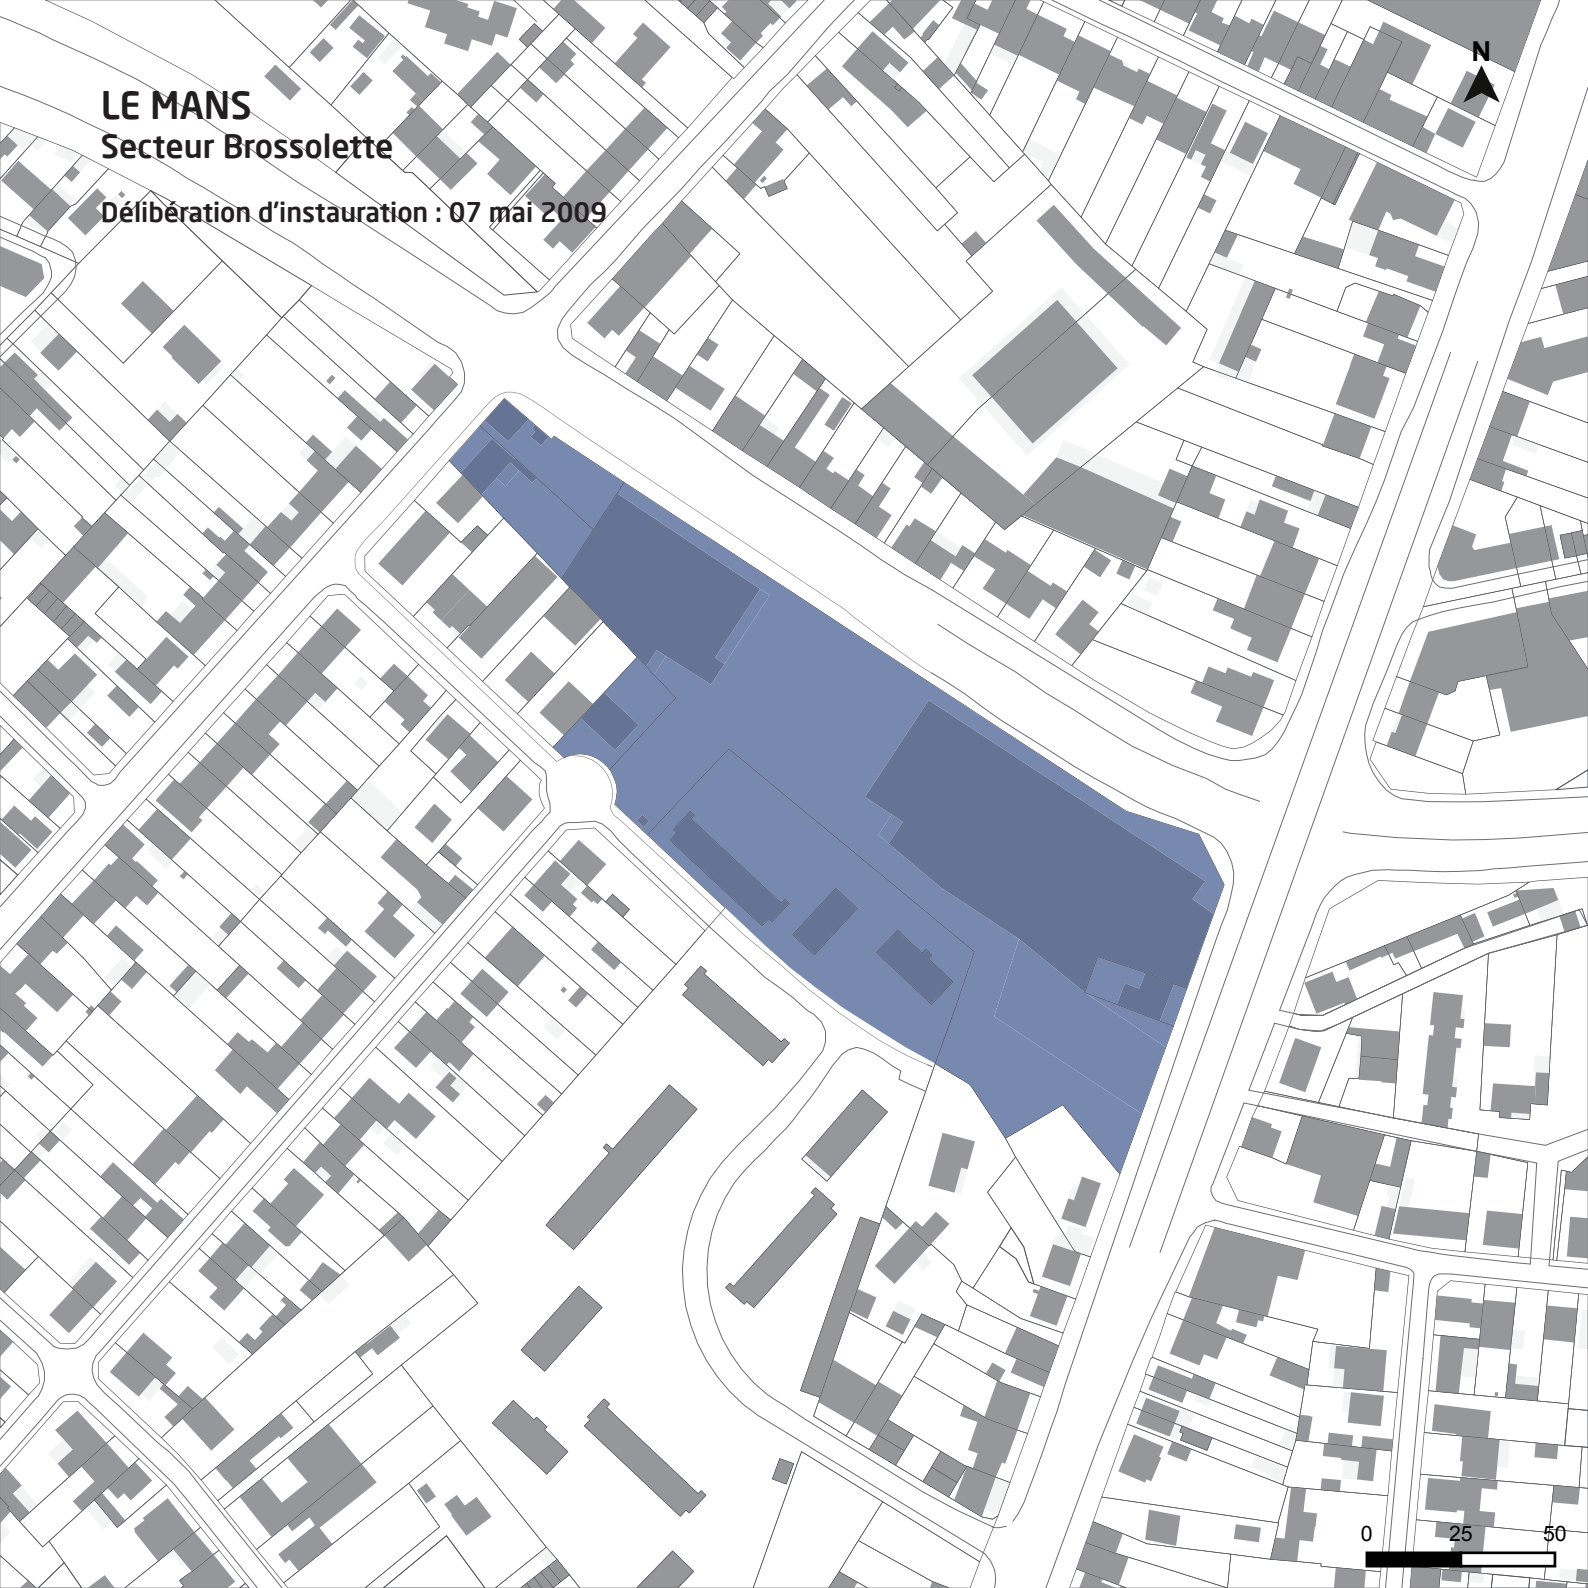 LE MANS
Secteur Brossolette
Délibération d'instauration : 07 mai 2009
N
0 25 50